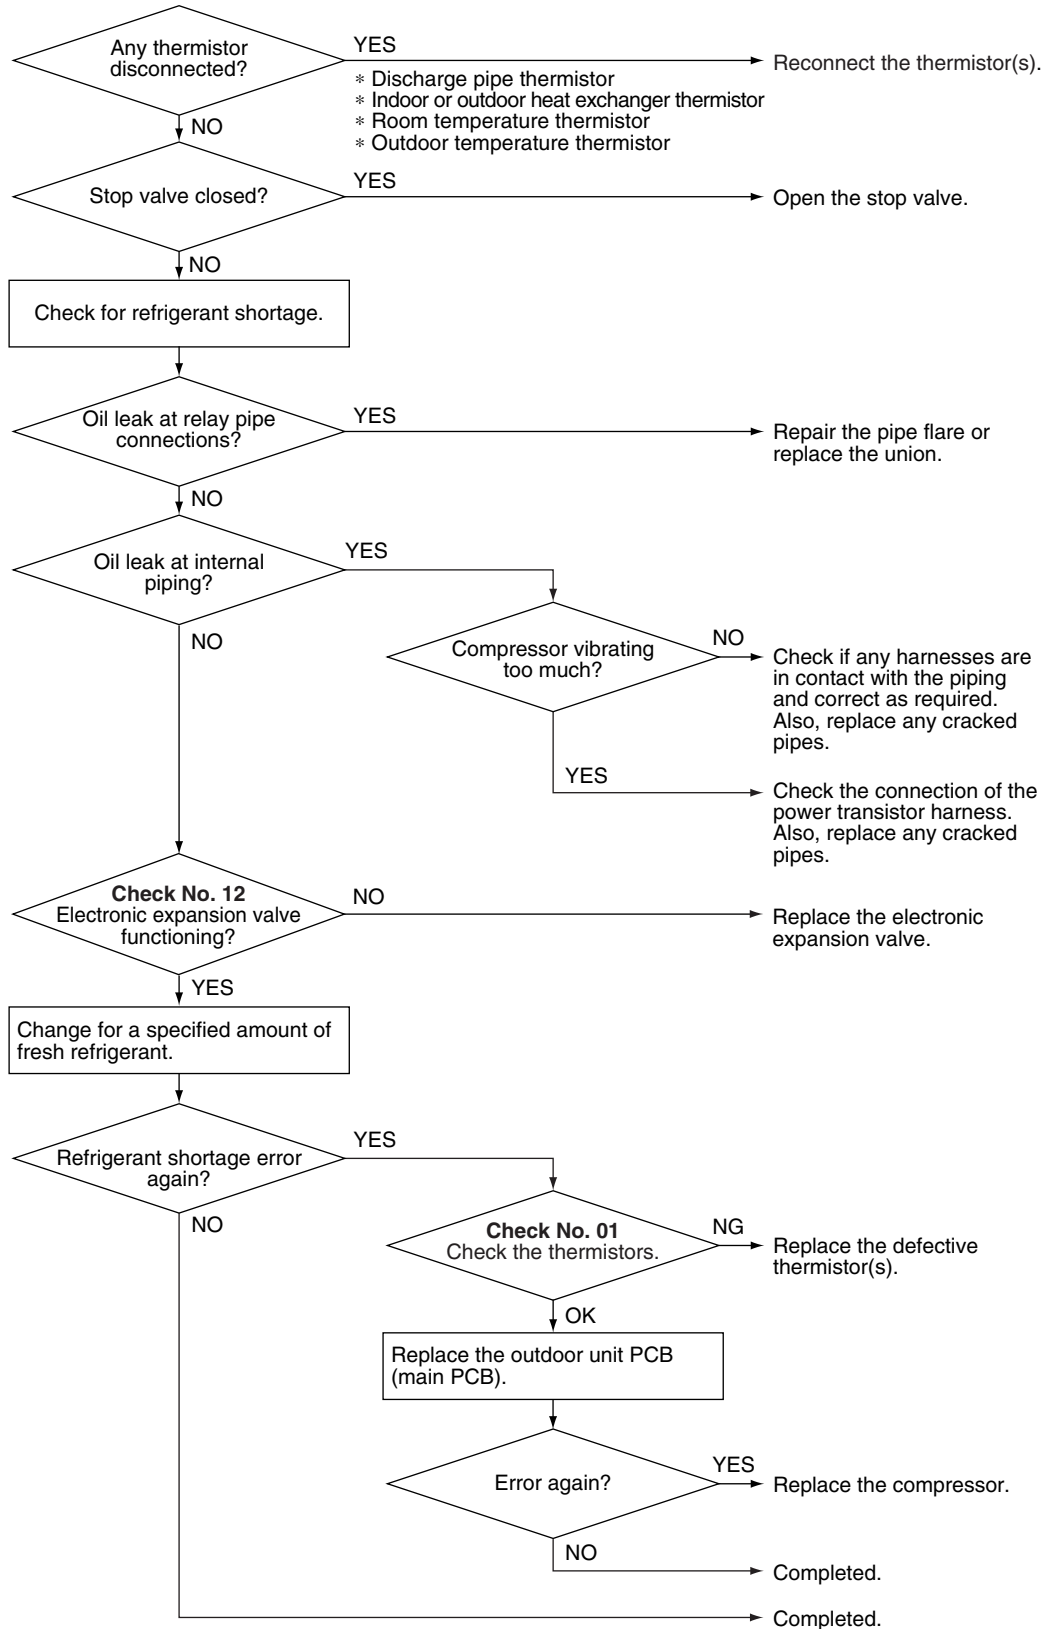 Any thermistor
disconnected?
YES
Reconnect the thermistor(s).
* Discharge pipe thermistor
* Indoor or outdoor heat exchanger thermistor
* Room temperature thermistor
* Outdoor temperature thermistor
NO
Stop valve closed?
YES
Open the stop valve.
NO
Check for refrigerant shortage.
Oil leak at relay pipe
connections?
YES
Repair the pipe flare or
replace the union.
NO
Oil leak at internal
piping?
YES
NO
Compressor vibrating
too much?
NO
Check if any harnesses are
in contact with the piping
and correct as required.
Also, replace any cracked
pipes.
YES
Check the connection of the
power transistor harness.
Also, replace any cracked
pipes.
Check No. 12
Electronic expansion valve
functioning?
NO
Replace the electronic
expansion valve.
YES
Change for a specified amount of
fresh refrigerant.
Refrigerant shortage error
again?
YES
NO
Check No. 01
Check the thermistors.
NG
Replace the defective
thermistor(s).
OK
Replace the outdoor unit PCB
(main PCB).
Error again?
YES
Replace the compressor.
NO
Completed.
Completed.